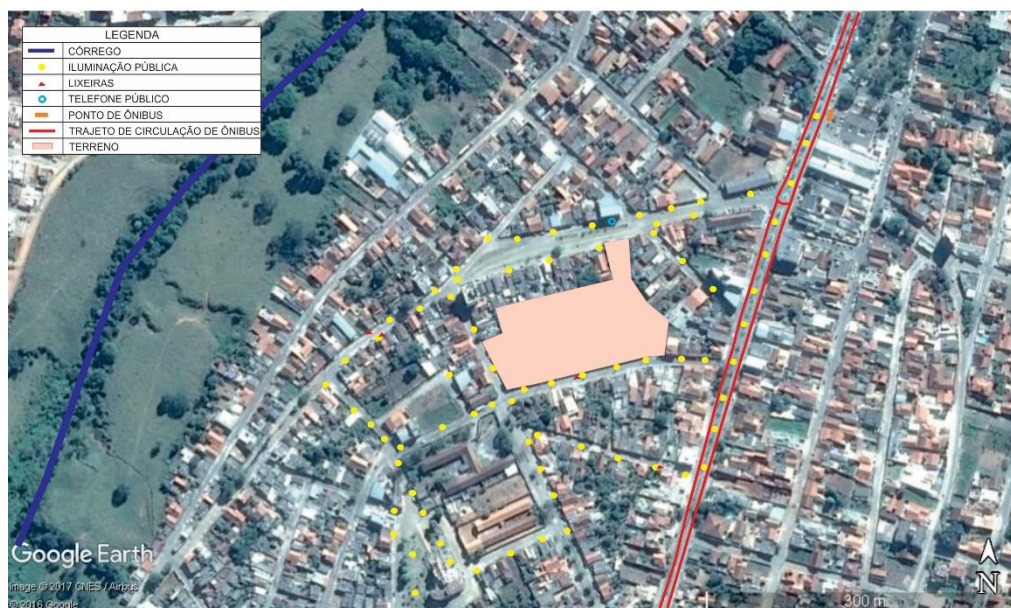 LEGENDA
CÓRREGO
ILUMINAÇÃO PÚBLICA
LIXEIRAS
TELEFONE PÚBLICO
PONTO DE ÔNIBUS
TRAJETO DE CIRCULAÇÃO DE ÔNIBUS
TERRENO
Google Earth
Image © 2017 CNES / Airbus
© 2016 Google
300 m
N